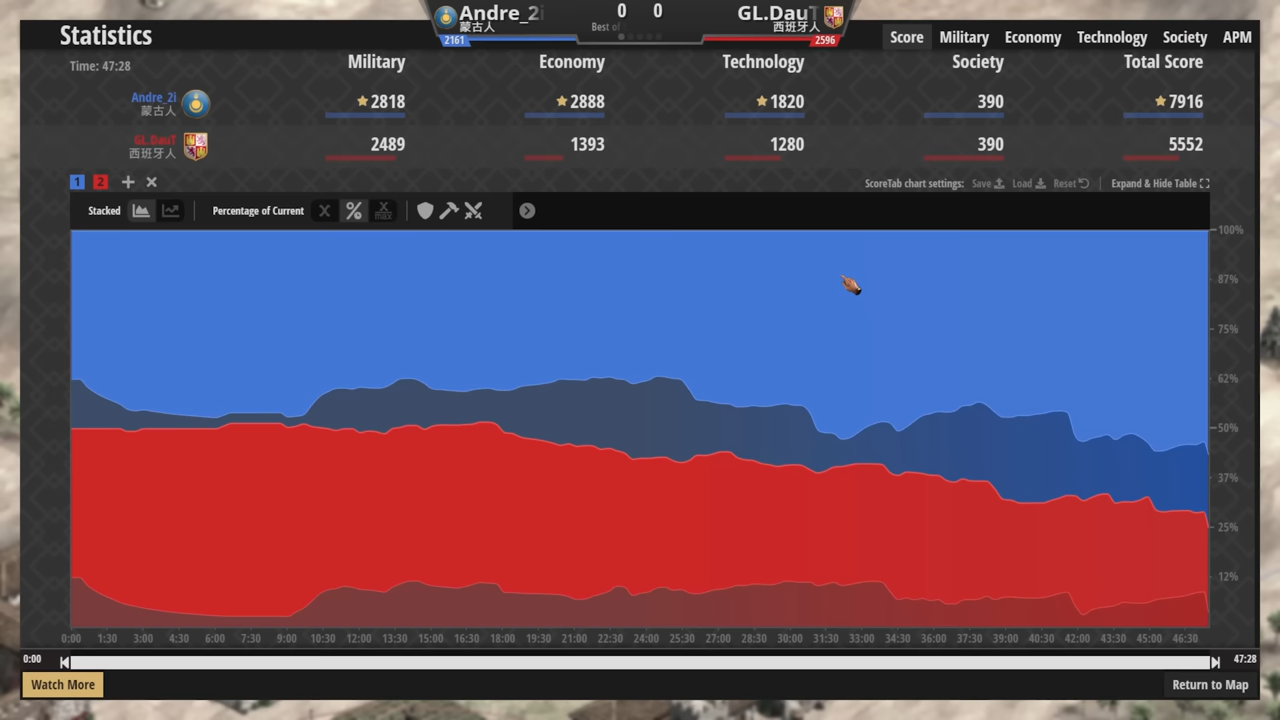 Andre_2i 0 0 GL.DauT
蒙古人 Best of 西班牙人
2161 2596
Statistics Score Military Economy Technology Society APM
Time: 47:28 Military Economy Technology Society Total Score
Andre_2i 2818 2888 1820 390 7916
蒙古人
GL.DauT 2489 1393 1280 390 5552
西班牙人
1 2 ScoreTab chart settings: Save Load Reset Expand & Hide Table
Stacked Percentage of Current X % X max
100%
87%
75%
62%
50%
37%
25%
12%
0:00 1:30 3:00 4:30 6:00 7:30 9:00 10:30 12:00 13:30 15:00 16:30 18:00 19:30 21:00 22:30 24:00 25:30 27:00 28:30 30:00 31:30 33:00 34:30 36:00 37:30 39:00 40:30 42:00 43:30 45:00 46:30
0:00 47:28
Watch More Return to Map